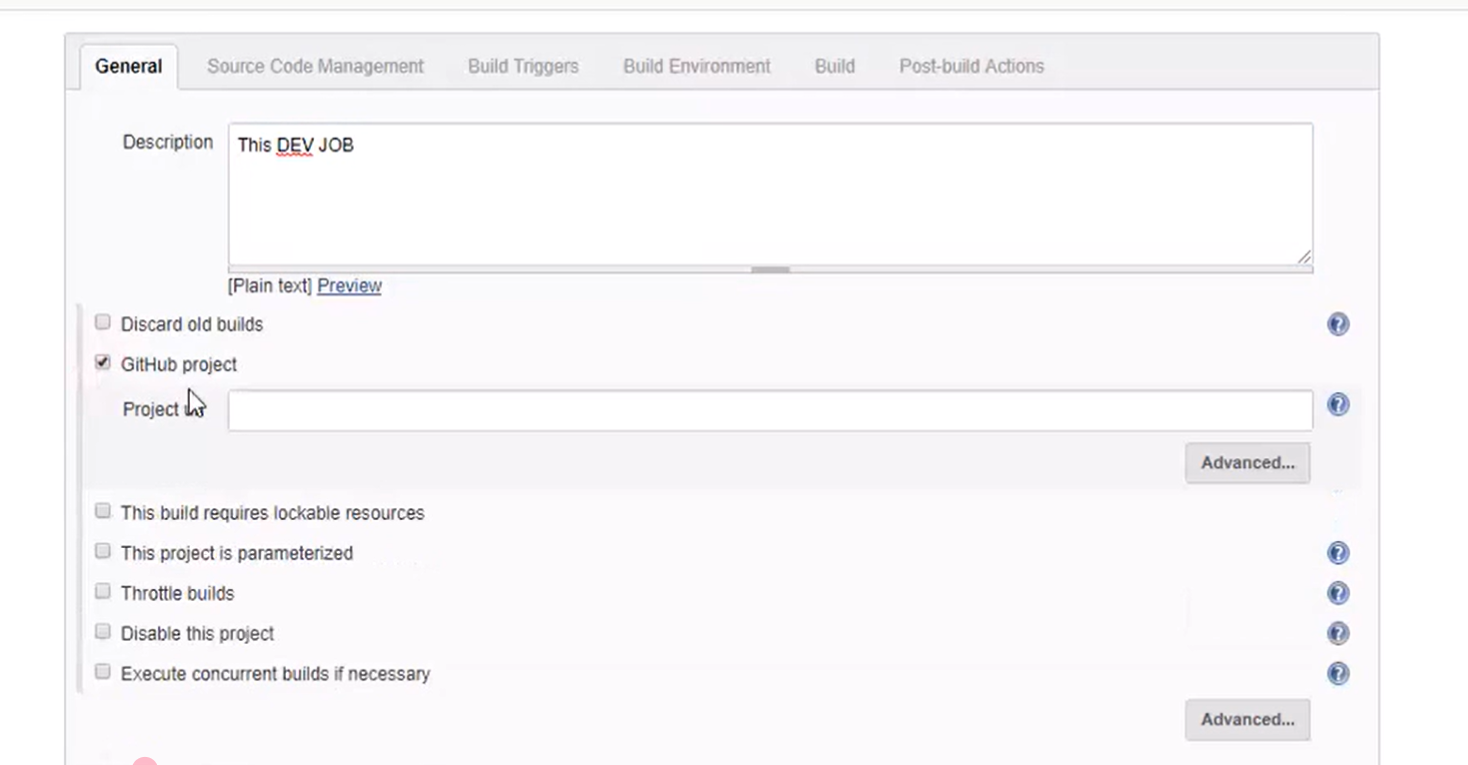 General Source Code Management Build Triggers Build Environment Build Post-build Actions
Description This DEV JOB
[Plain text] Preview
Discard old builds
GitHub project
Project
Advanced...
This build requires lockable resources
This project is parameterized
Throttle builds
Disable this project
Execute concurrent builds if necessary
Advanced...